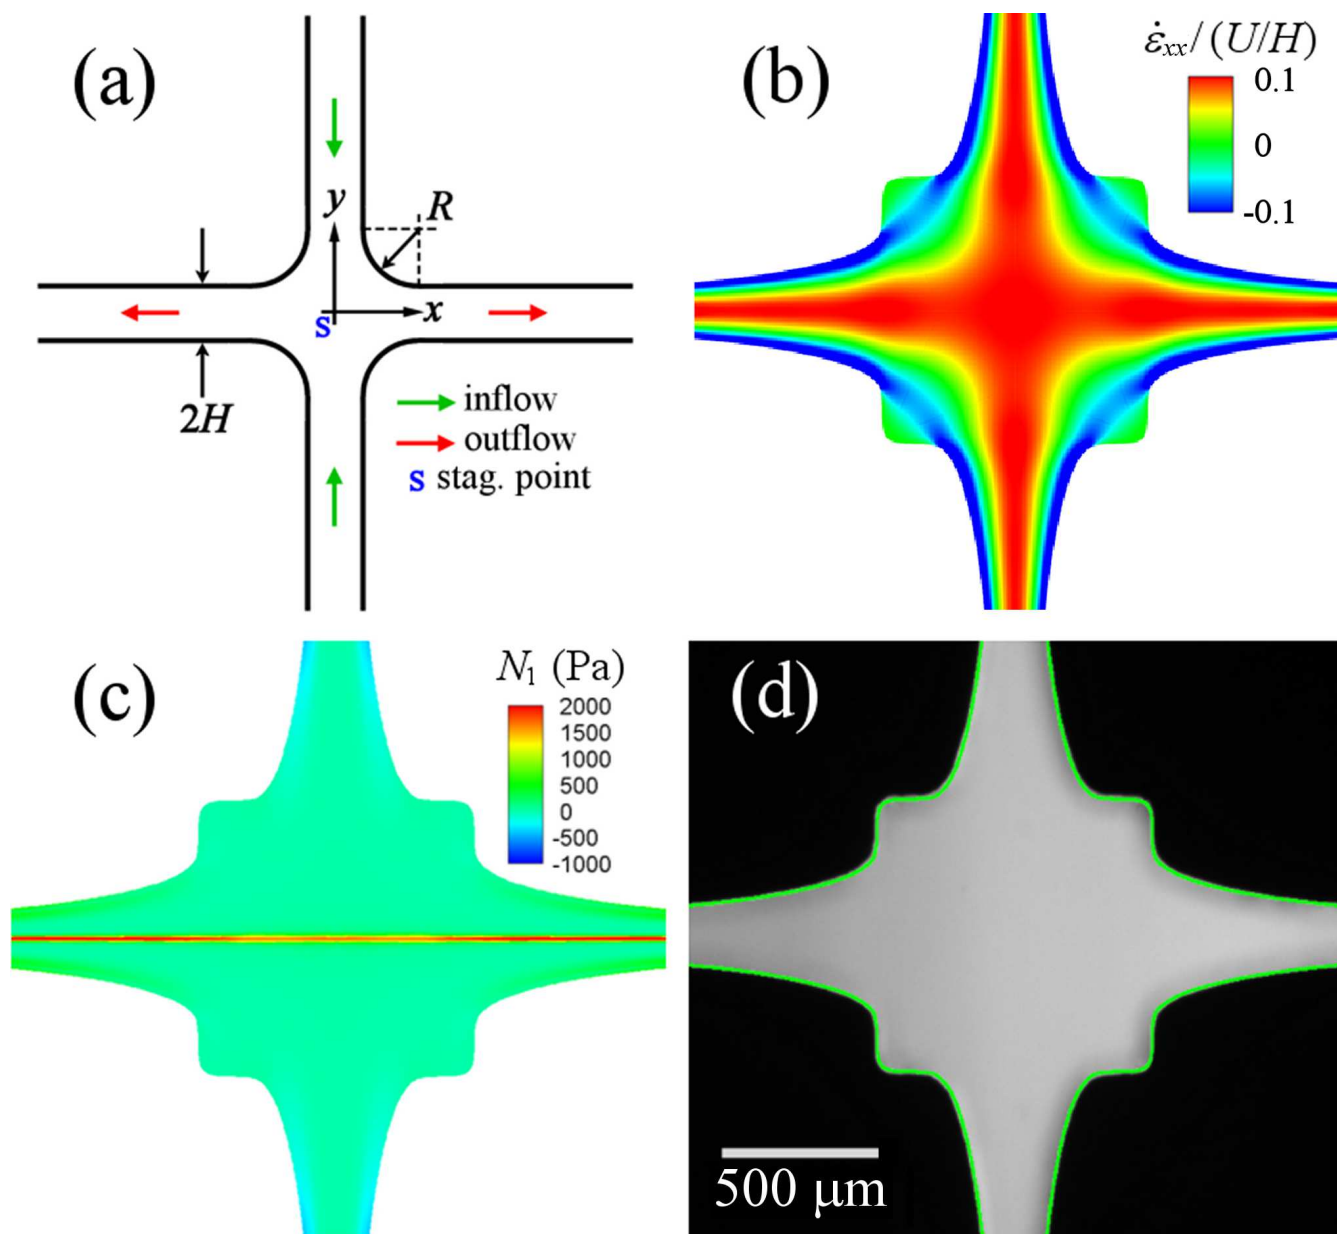 (a)
y
R
x
s
2H
inflow
outflow
s stag. point
(b)
ε̇xx/(U/H)
0.1
0
-0.1
(c)
N1 (Pa)
2000
1500
1000
500
0
-500
-1000
(d)
500 μm